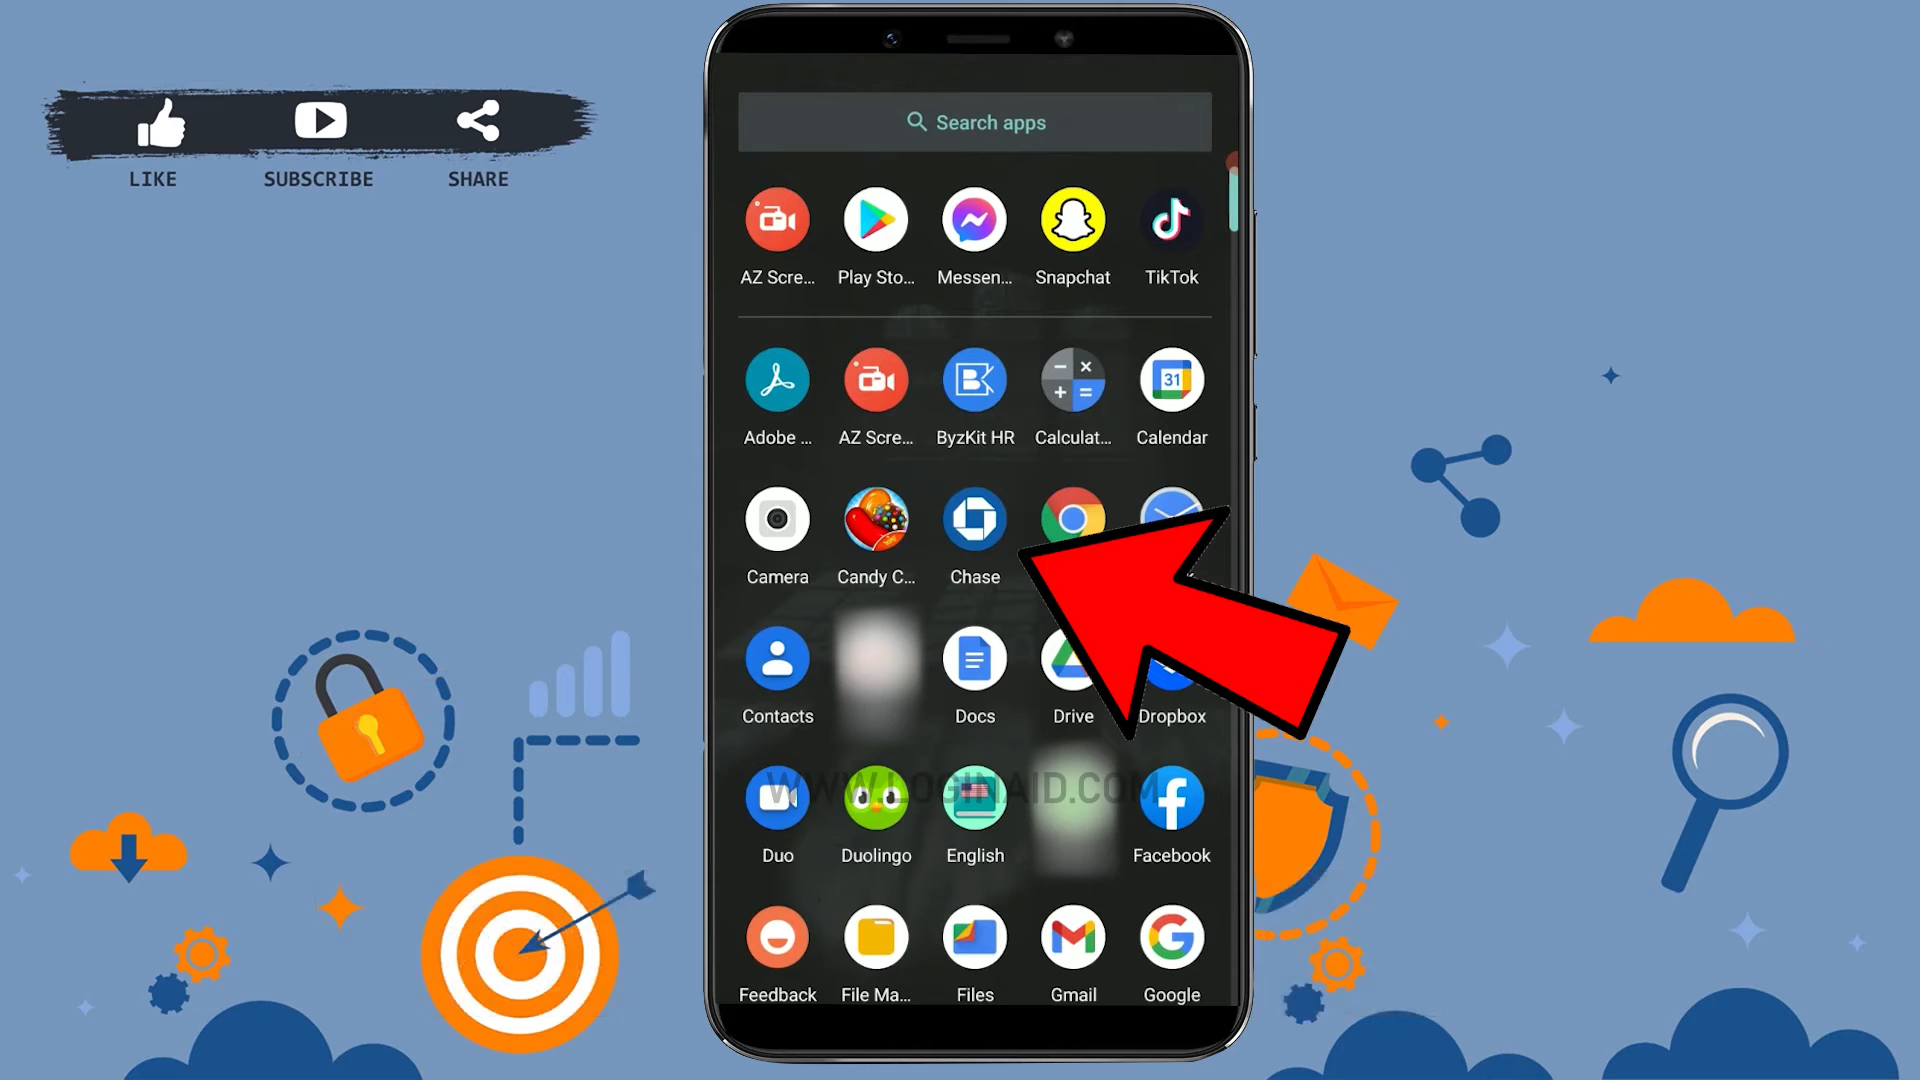 LIKE SUBSCRIBE SHARE
Search apps
AZ Scre... Play Sto... Messen... Snapchat TikTok
Adobe ... AZ Scre... ByzKit HR Calculat... Calendar
31
Camera Candy C... Chase
Contacts Docs Drive Dropbox
WWW.LOGINAID.COM
Duo Duolingo English Facebook
Feedback File Ma... Files Gmail Google